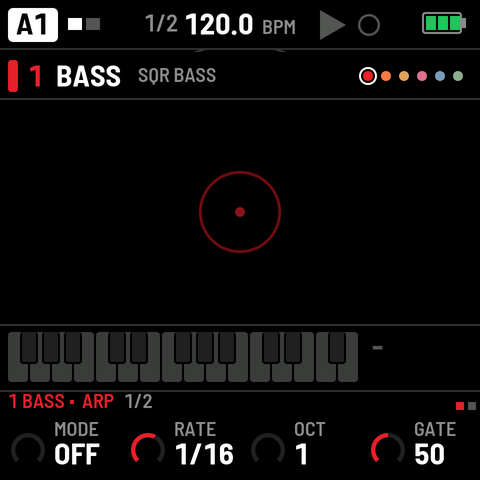 A1 1/2 120.0 BPM
1 BASS SQR BASS
-
1 BASS · ARP 1/2
MODE RATE OCT GATE
OFF 1/16 1 50